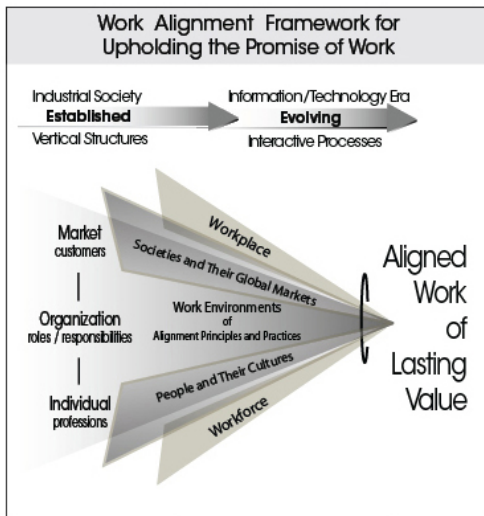 Work Alignment Framework for
Upholding the Promise of Work
Industrial Society
Established
Vertical Structures
Information/Technology Era
Evolving
Interactive Processes
Market
customers
Organization
roles / responsibilities
Individual
professions
Workplace
Societies and Their Global Markets
Work Environments
of
Alignment Principles and Practices
People and Their Cultures
Workforce
Aligned
Work
of
Lasting
Value